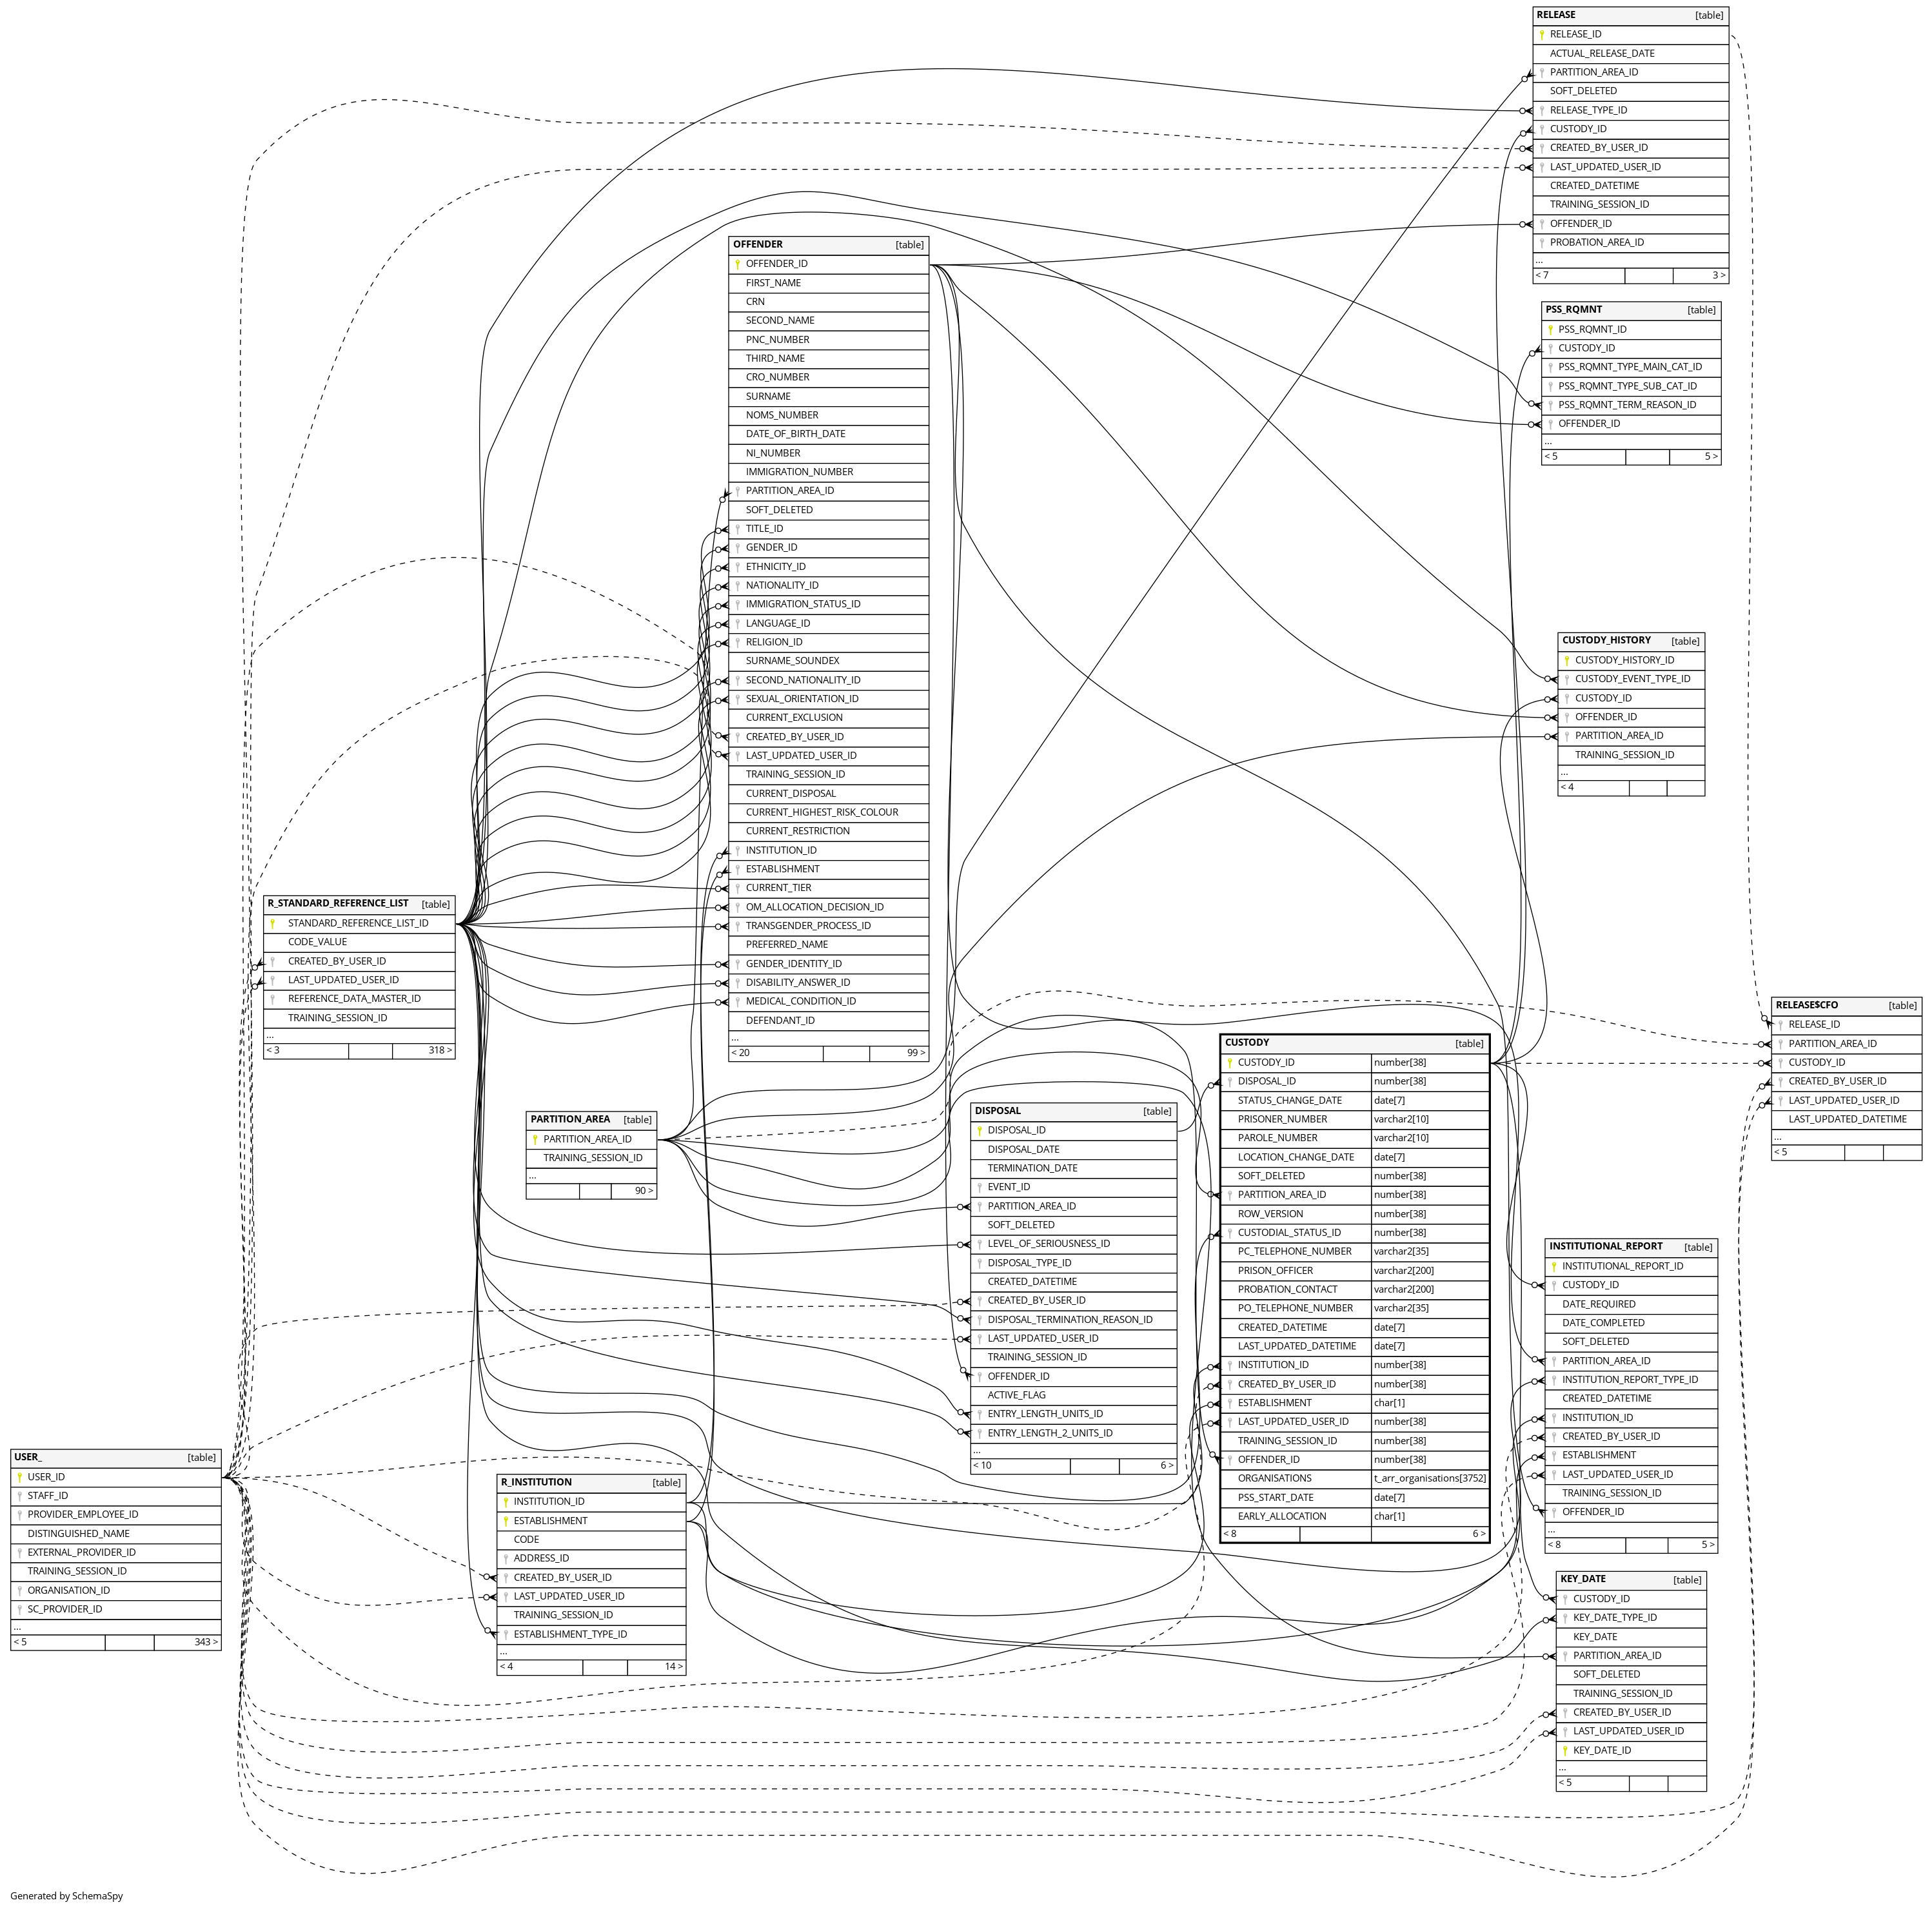 RELEASE [table]
RELEASE_ID
ACTUAL_RELEASE_DATE
PARTITION_AREA_ID
SOFT_DELETED
RELEASE_TYPE_ID
CUSTODY_ID
CREATED_BY_USER_ID
LAST_UPDATED_USER_ID
CREATED_DATETIME
TRAINING_SESSION_ID
OFFENDER_ID
PROBATION_AREA_ID
...
< 7 3 >
PSS_RQMNT [table]
PSS_RQMNT_ID
CUSTODY_ID
PSS_RQMNT_TYPE_MAIN_CAT_ID
PSS_RQMNT_TYPE_SUB_CAT_ID
PSS_RQMNT_TERM_REASON_ID
OFFENDER_ID
...
< 5 5 >
OFFENDER [table]
OFFENDER_ID
FIRST_NAME
CRN
SECOND_NAME
PNC_NUMBER
THIRD_NAME
CRO_NUMBER
SURNAME
NOMS_NUMBER
DATE_OF_BIRTH_DATE
NI_NUMBER
IMMIGRATION_NUMBER
PARTITION_AREA_ID
SOFT_DELETED
TITLE_ID
GENDER_ID
ETHNICITY_ID
NATIONALITY_ID
IMMIGRATION_STATUS_ID
LANGUAGE_ID
RELIGION_ID
SURNAME_SOUNDEX
SECOND_NATIONALITY_ID
SEXUAL_ORIENTATION_ID
CURRENT_EXCLUSION
CREATED_BY_USER_ID
LAST_UPDATED_USER_ID
TRAINING_SESSION_ID
CURRENT_DISPOSAL
CURRENT_HIGHEST_RISK_COLOUR
CURRENT_RESTRICTION
INSTITUTION_ID
ESTABLISHMENT
CURRENT_TIER
OM_ALLOCATION_DECISION_ID
TRANSGENDER_PROCESS_ID
PREFERRED_NAME
GENDER_IDENTITY_ID
DISABILITY_ANSWER_ID
MEDICAL_CONDITION_ID
DEFENDANT_ID
...
< 20 99 >
CUSTODY_HISTORY [table]
CUSTODY_HISTORY_ID
CUSTODY_EVENT_TYPE_ID
CUSTODY_ID
OFFENDER_ID
PARTITION_AREA_ID
TRAINING_SESSION_ID
...
< 4
R_STANDARD_REFERENCE_LIST [table]
STANDARD_REFERENCE_LIST_ID
CODE_VALUE
CREATED_BY_USER_ID
LAST_UPDATED_USER_ID
REFERENCE_DATA_MASTER_ID
TRAINING_SESSION_ID
...
< 3 318 >
RELEASE$CFO [table]
RELEASE_ID
PARTITION_AREA_ID
CUSTODY_ID
CREATED_BY_USER_ID
LAST_UPDATED_USER_ID
LAST_UPDATED_DATETIME
...
< 5
PARTITION_AREA [table]
PARTITION_AREA_ID
TRAINING_SESSION_ID
...
90 >
DISPOSAL [table]
DISPOSAL_ID
DISPOSAL_DATE
TERMINATION_DATE
EVENT_ID
PARTITION_AREA_ID
SOFT_DELETED
LEVEL_OF_SERIOUSNESS_ID
DISPOSAL_TYPE_ID
CREATED_DATETIME
CREATED_BY_USER_ID
DISPOSAL_TERMINATION_REASON_ID
LAST_UPDATED_USER_ID
TRAINING_SESSION_ID
OFFENDER_ID
ACTIVE_FLAG
ENTRY_LENGTH_UNITS_ID
ENTRY_LENGTH_2_UNITS_ID
...
< 10 6 >
CUSTODY [table]
CUSTODY_ID number[38]
DISPOSAL_ID number[38]
STATUS_CHANGE_DATE date[7]
PRISONER_NUMBER varchar2[10]
PAROLE_NUMBER varchar2[10]
LOCATION_CHANGE_DATE date[7]
SOFT_DELETED number[38]
PARTITION_AREA_ID number[38]
ROW_VERSION number[38]
CUSTODIAL_STATUS_ID number[38]
PC_TELEPHONE_NUMBER varchar2[35]
PRISON_OFFICER varchar2[200]
PROBATION_CONTACT varchar2[200]
PO_TELEPHONE_NUMBER varchar2[35]
CREATED_DATETIME date[7]
LAST_UPDATED_DATETIME date[7]
INSTITUTION_ID number[38]
CREATED_BY_USER_ID number[38]
ESTABLISHMENT char[1]
LAST_UPDATED_USER_ID number[38]
TRAINING_SESSION_ID number[38]
OFFENDER_ID number[38]
ORGANISATIONS t_arr_organisations[3752]
PSS_START_DATE date[7]
EARLY_ALLOCATION char[1]
< 8 6 >
INSTITUTIONAL_REPORT [table]
INSTITUTIONAL_REPORT_ID
CUSTODY_ID
DATE_REQUIRED
DATE_COMPLETED
SOFT_DELETED
PARTITION_AREA_ID
INSTITUTION_REPORT_TYPE_ID
CREATED_DATETIME
INSTITUTION_ID
CREATED_BY_USER_ID
ESTABLISHMENT
LAST_UPDATED_USER_ID
TRAINING_SESSION_ID
OFFENDER_ID
...
< 8 5 >
USER_ [table]
USER_ID
STAFF_ID
PROVIDER_EMPLOYEE_ID
DISTINGUISHED_NAME
EXTERNAL_PROVIDER_ID
TRAINING_SESSION_ID
ORGANISATION_ID
SC_PROVIDER_ID
...
< 5 343 >
R_INSTITUTION [table]
INSTITUTION_ID
ESTABLISHMENT
CODE
ADDRESS_ID
CREATED_BY_USER_ID
LAST_UPDATED_USER_ID
TRAINING_SESSION_ID
ESTABLISHMENT_TYPE_ID
...
< 4 14 >
KEY_DATE [table]
CUSTODY_ID
KEY_DATE_TYPE_ID
KEY_DATE
PARTITION_AREA_ID
SOFT_DELETED
TRAINING_SESSION_ID
CREATED_BY_USER_ID
LAST_UPDATED_USER_ID
KEY_DATE_ID
...
< 5
Generated by SchemaSpy